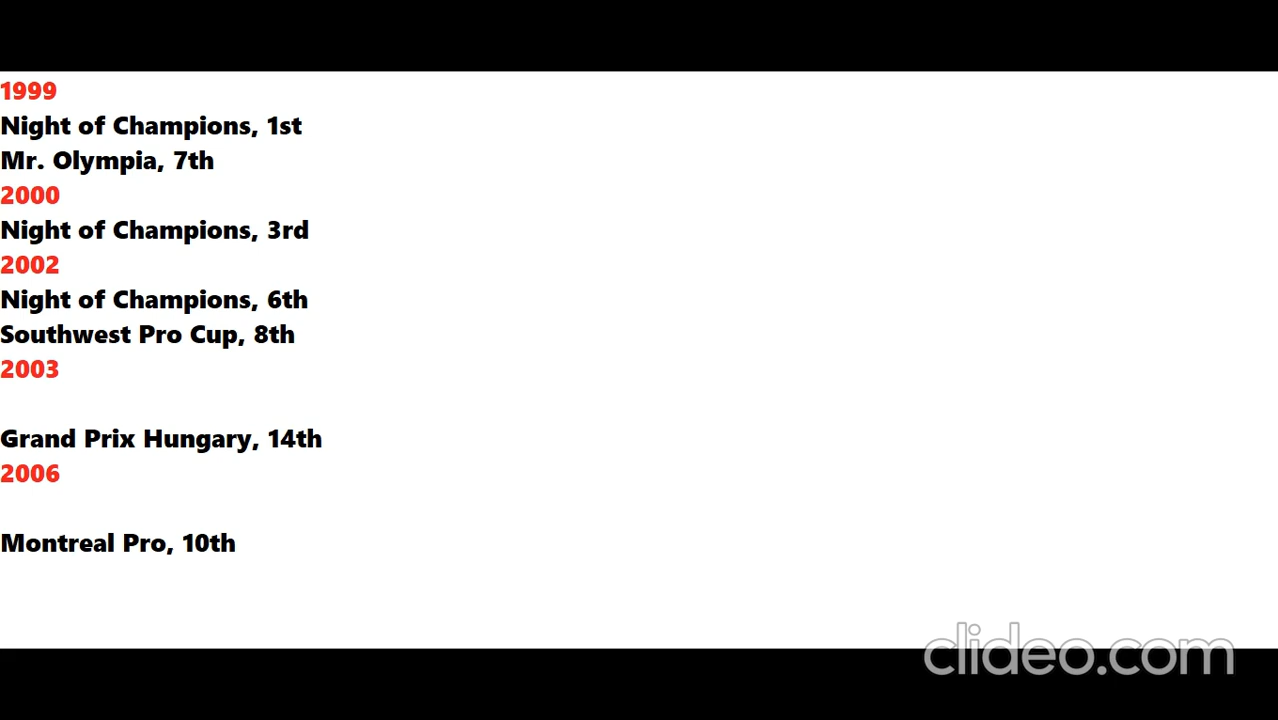 1999
Night of Champions, 1st
Mr. Olympia, 7th
2000
Night of Champions, 3rd
2002
Night of Champions, 6th
Southwest Pro Cup, 8th
2003
Grand Prix Hungary, 14th
2006
Montreal Pro, 10th
clideo.com